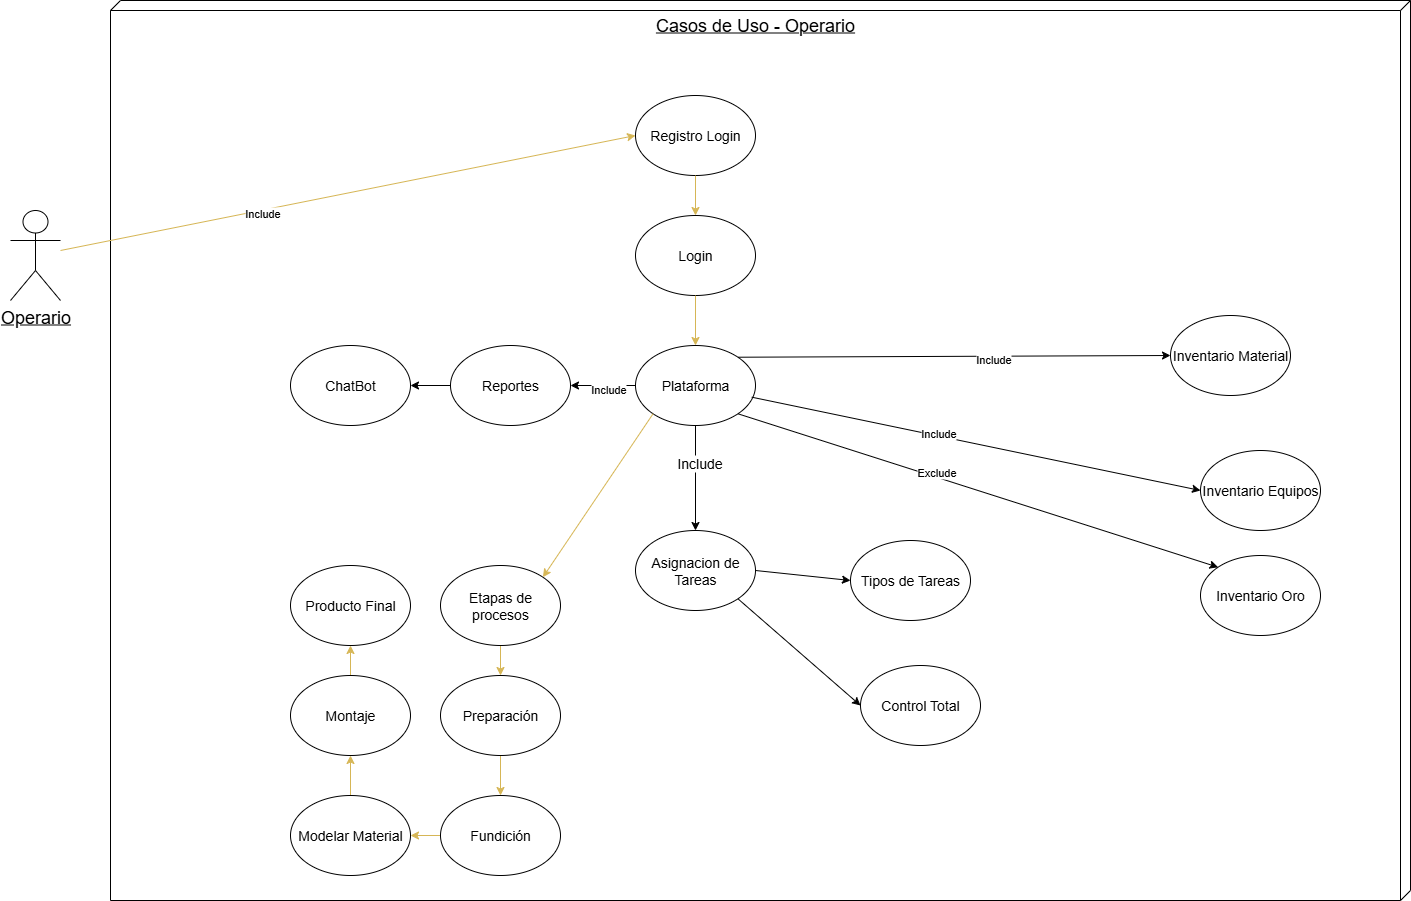 Casos de Uso - Operario
Registro Login
Include
Login
Operario
Inventario Material
Include
ChatBot
Reportes
Include
Plataforma
Include
Include
Exclude
Inventario Equipos
Asignacion de
Tareas
Tipos de Tareas
Inventario Oro
Producto Final
Etapas de
procesos
Control Total
Montaje
Preparación
Modelar Material
Fundición